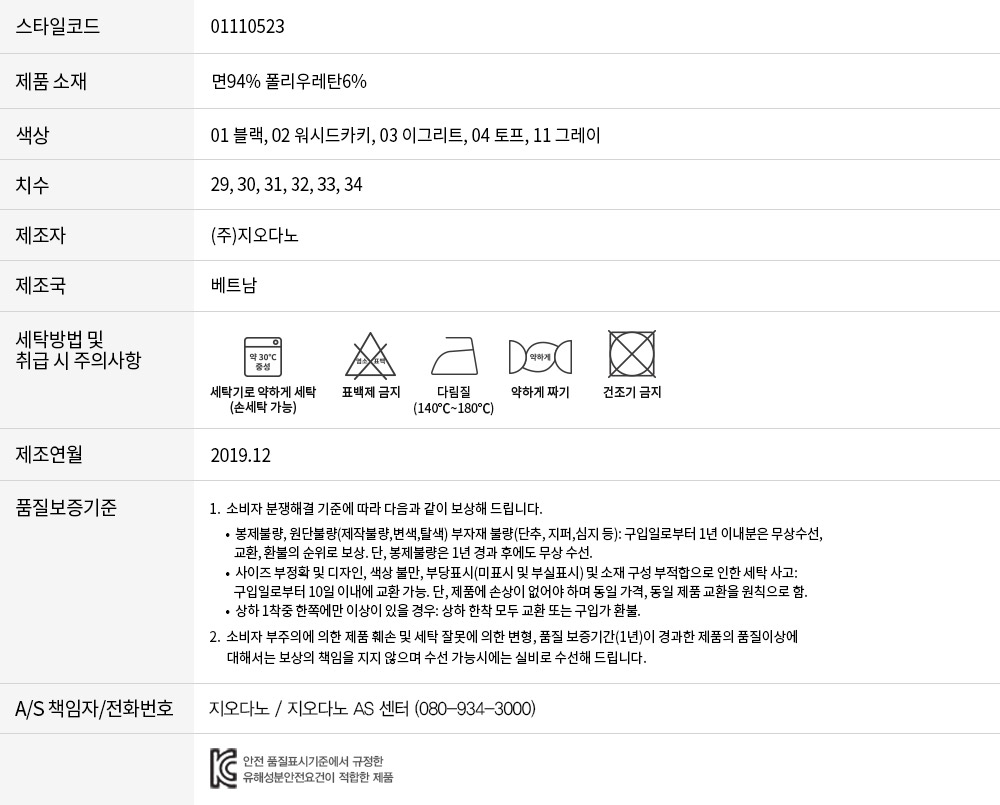 스타일코드 01110523
제품 소재 면94% 폴리우레탄6%
색상 01 블랙, 02 워시드카키, 03 이그리트, 04 토프, 11 그레이
치수 29, 30, 31, 32, 33, 34
제조자 (주)지오다노
제조국 베트남
세탁방법 및
취급 시 주의사항
약 30℃
중성
염소 표백
약하게
세탁기로 약하게 세탁
(손세탁 가능)
표백제 금지
다림질
(140℃~180℃)
약하게 짜기
건조기 금지
제조연월 2019.12
품질보증기준
1. 소비자 분쟁해결 기준에 따라 다음과 같이 보상해 드립니다.
• 봉제불량, 원단불량(제작불량,변색,탈색) 부자재 불량(단추, 지퍼,심지 등): 구입일로부터 1년 이내분은 무상수선,
교환, 환불의 순위로 보상. 단, 봉제불량은 1년 경과 후에도 무상 수선.
• 사이즈 부정확 및 디자인, 색상 불만, 부당표시(미표시 및 부실표시) 및 소재 구성 부적합으로 인한 세탁 사고:
구입일로부터 10일 이내에 교환 가능. 단, 제품에 손상이 없어야 하며 동일 가격, 동일 제품 교환을 원칙으로 함.
• 상하 1착중 한쪽에만 이상이 있을 경우: 상하 한착 모두 교환 또는 구입가 환불.
2. 소비자 부주의에 의한 제품 훼손 및 세탁 잘못에 의한 변형, 품질 보증기간(1년)이 경과한 제품의 품질이상에
대해서는 보상의 책임을 지지 않으며 수선 가능시에는 실비로 수선해 드립니다.
A/S 책임자/전화번호 지오다노 / 지오다노 AS 센터 (080-934-3000)
안전 품질표시기준에서 규정한
유해성분안전요건이 적합한 제품